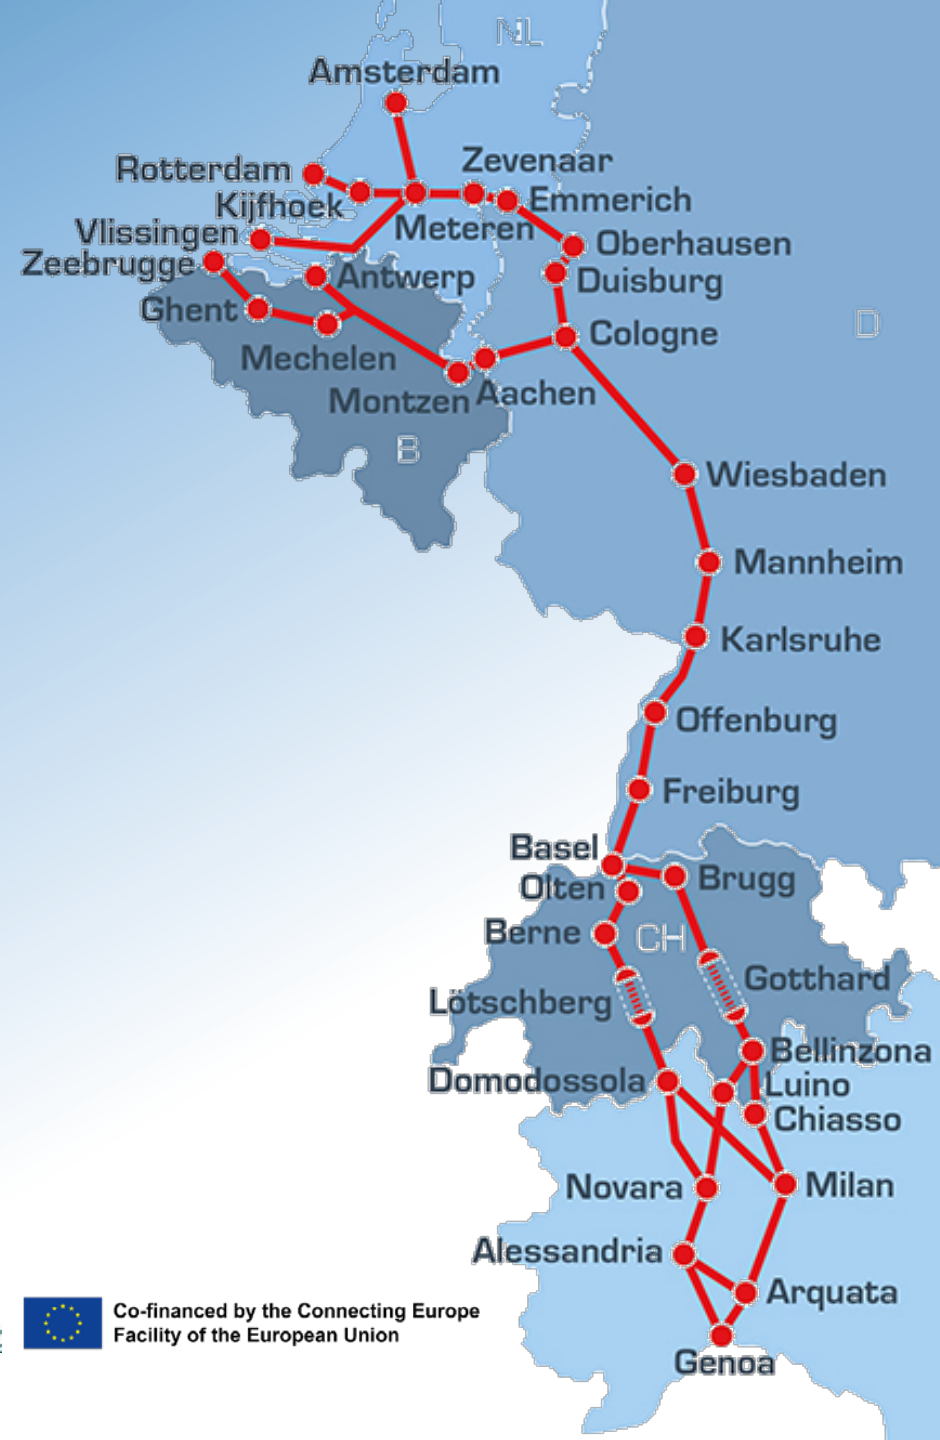 NL
Amsterdam
Zevenaar
Rotterdam
Emmerich
Kijfhoek
Meteren
Vlissingen
Oberhausen
Zeebrugge
Antwerp
Duisburg
Ghent
D
Cologne
Mechelen
Aachen
Montzen
B
Wiesbaden
Mannheim
Karlsruhe
Offenburg
Freiburg
Basel
Brugg
Olten
Berne
CH
Gotthard
Lötschberg
Bellinzona
Domodossola
Luino
Chiasso
Novara
Milan
Alessandria
Arquata
Co-financed by the Connecting Europe
Facility of the European Union
Genoa